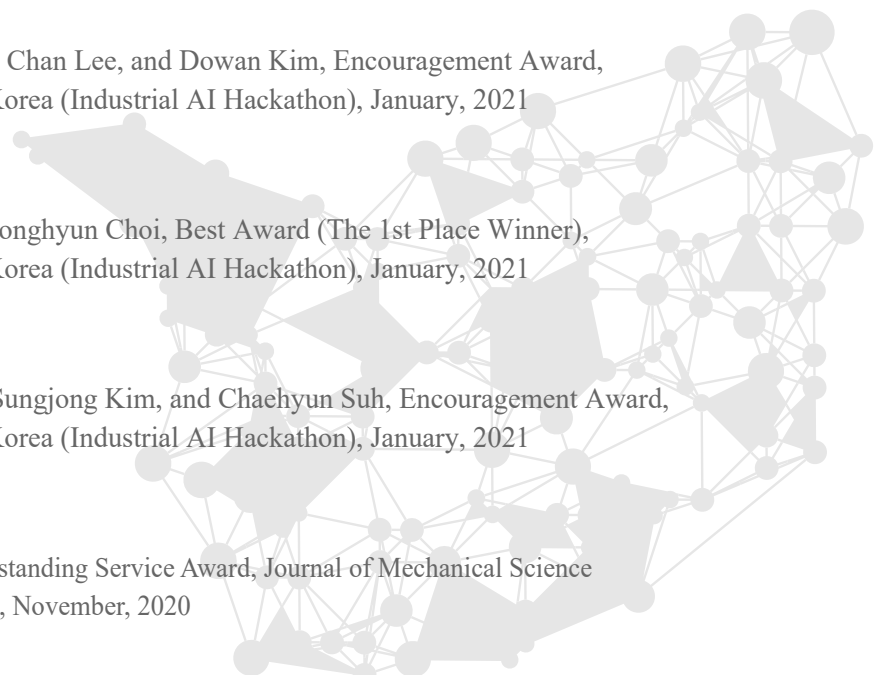 Chan Lee, and Dowan Kim, Encouragement Award,
Korea (Industrial AI Hackathon), January, 2021
onghyun Choi, Best Award (The 1st Place Winner),
Korea (Industrial AI Hackathon), January, 2021
Sungjong Kim, and Chaehyun Suh, Encouragement Award,
Korea (Industrial AI Hackathon), January, 2021
standing Service Award, Journal of Mechanical Science
, November, 2020